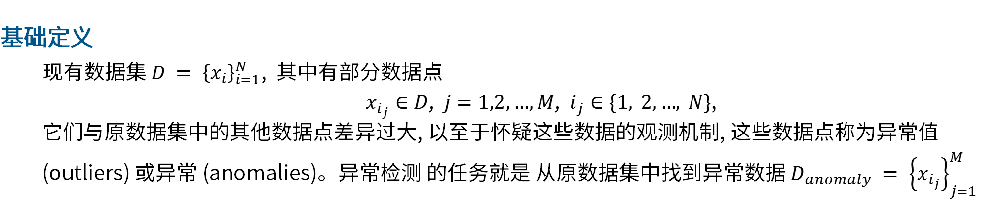 基础定义
现有数据集 $D = \{x_i\}_{i=1}^{N}$, 其中有部分数据点
$x_{i_j} \in D, j = 1,2, \ldots, M, i_j \in \{1, 2, \ldots, N\},$
它们与原数据集中的其他数据点差异过大, 以至于怀疑这些数据的观测机制, 这些数据点称为异常值
(outliers) 或异常 (anomalies)。异常检测 的任务就是 从原数据集中找到异常数据 $D_{anomaly} = \left\{x_{i_j}\right\}_{j=1}^{M}$